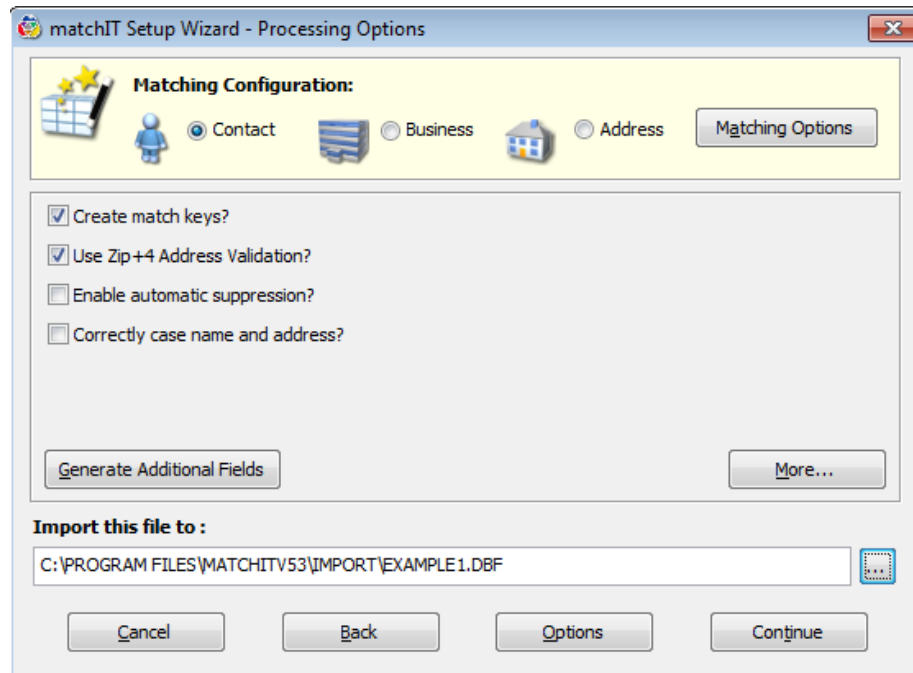 matchIT Setup Wizard - Processing Options
Matching Configuration:
Contact Business Address Matching Options
Create match keys?
Use Zip+4 Address Validation?
Enable automatic suppression?
Correctly case name and address?
Generate Additional Fields More...
Import this file to :
C:\PROGRAM FILES\MATCHITV53\IMPORT\EXAMPLE1.DBF ...
Cancel Back Options Continue